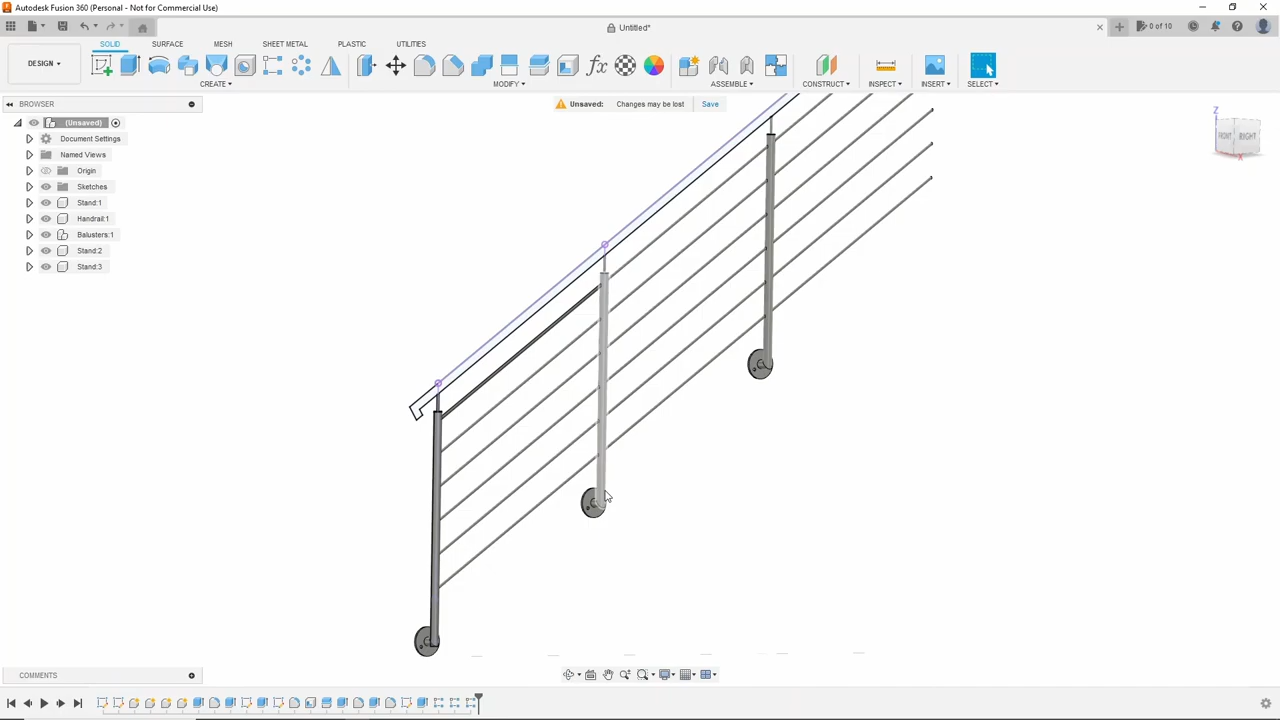 Autodesk Fusion 360 (Personal - Not for Commercial Use)
Untitled*
0 of 10
DESIGN
SOLID
SURFACE
MESH
SHEET METAL
PLASTIC
UTILITIES
CREATE
MODIFY
ASSEMBLE
CONSTRUCT
INSPECT
INSERT
SELECT
BROWSER
Unsaved: Changes may be lost Save
(Unsaved)
Document Settings
Named Views
Origin
Sketches
Stand:1
Handrail:1
Balusters:1
Stand:2
Stand:3
Z
FRONT
RIGHT
X
COMMENTS